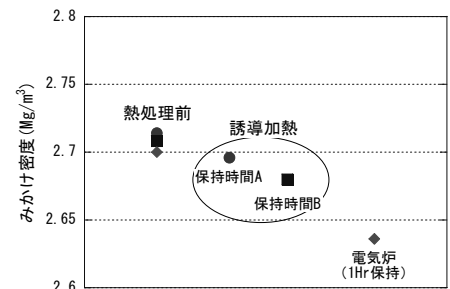 2.8
2.75
2.7
2.65
2.6
みかけ密度(Mg/m³)
熱処理前
誘導加熱
保持時間A
保持時間B
電気炉
(1Hr保持)